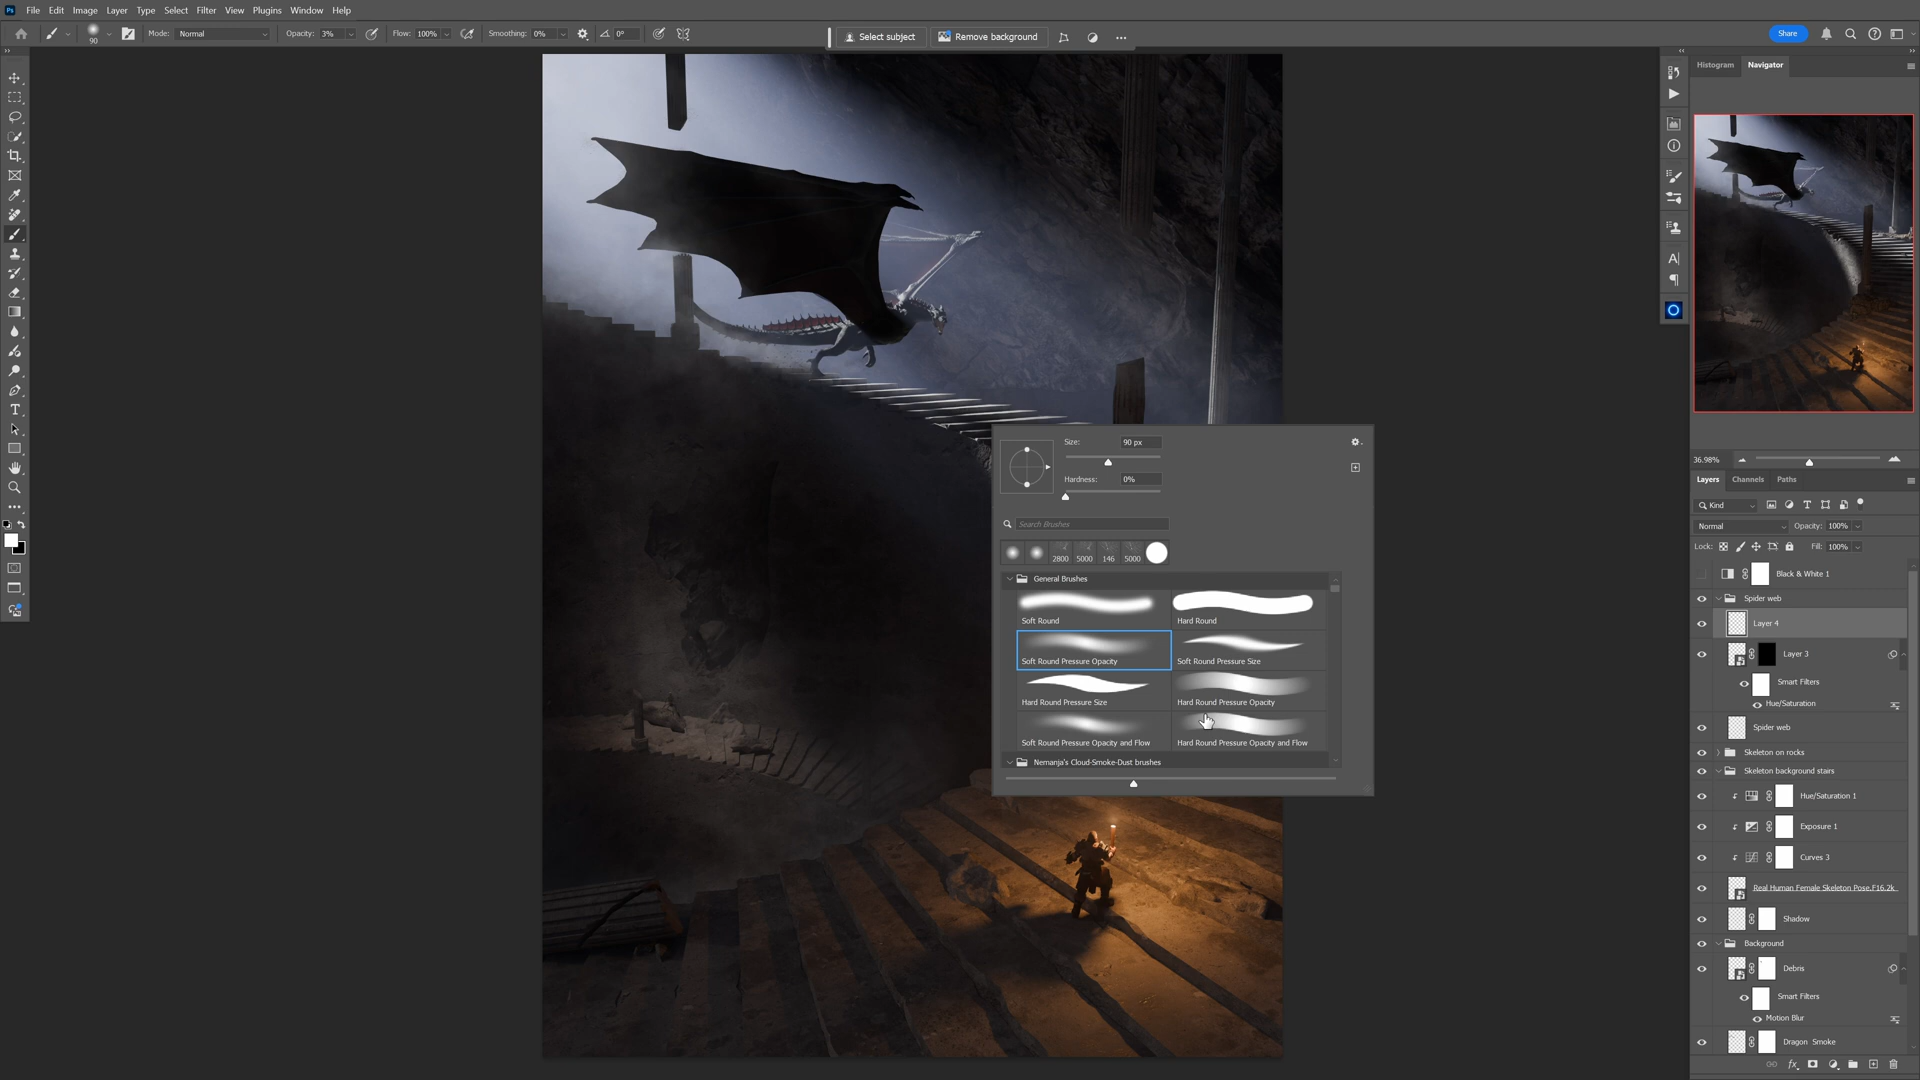 Ps File Edit Image Layer Type Select Filter View Plugins Window Help
90 Mode: Normal Opacity: 3% Flow: 100% Smoothing: 0% 0° Select subject Remove background Share
Histogram Navigator
36.98%
Layers Channels Paths
Kind
Normal Opacity: 100%
Lock: Fill: 100%
Black & White 1
Spider web
Layer 4
Layer 3
Smart Filters
Hue/Saturation
Spider web
Skeleton on rocks
Skeleton background stairs
Hue/Saturation 1
Exposure 1
Curves 3
Real Human Female Skeleton Pose.F16.2k
Shadow
Background
Debris
Smart Filters
Motion Blur
Dragon Smoke
Size: 90 px
Hardness: 0%
Search Brushes
2800 5000 146 5000
General Brushes
Soft Round Hard Round
Soft Round Pressure Opacity Soft Round Pressure Size
Hard Round Pressure Size Hard Round Pressure Opacity
Soft Round Pressure Opacity and Flow Hard Round Pressure Opacity and Flow
Nemanja's Cloud-Smoke-Dust brushes